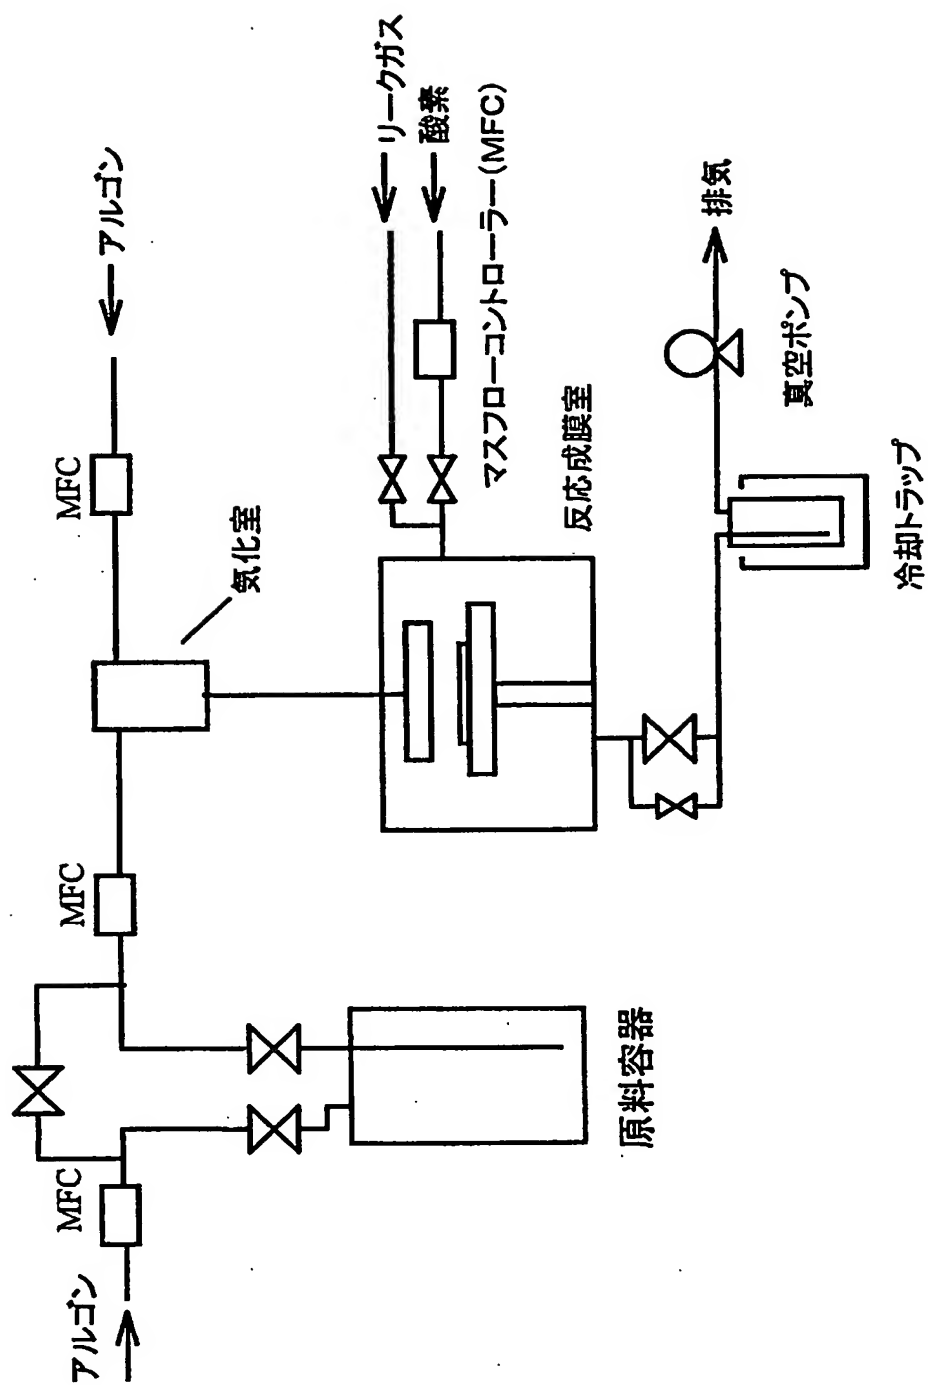 アルゴン
MFC
MFC
気化室
MFC
アルゴン
リークガス
酸素
マスフローコントローラー(MFC)
反応成膜室
原料容器
排気
真空ポンプ
冷却トラップ